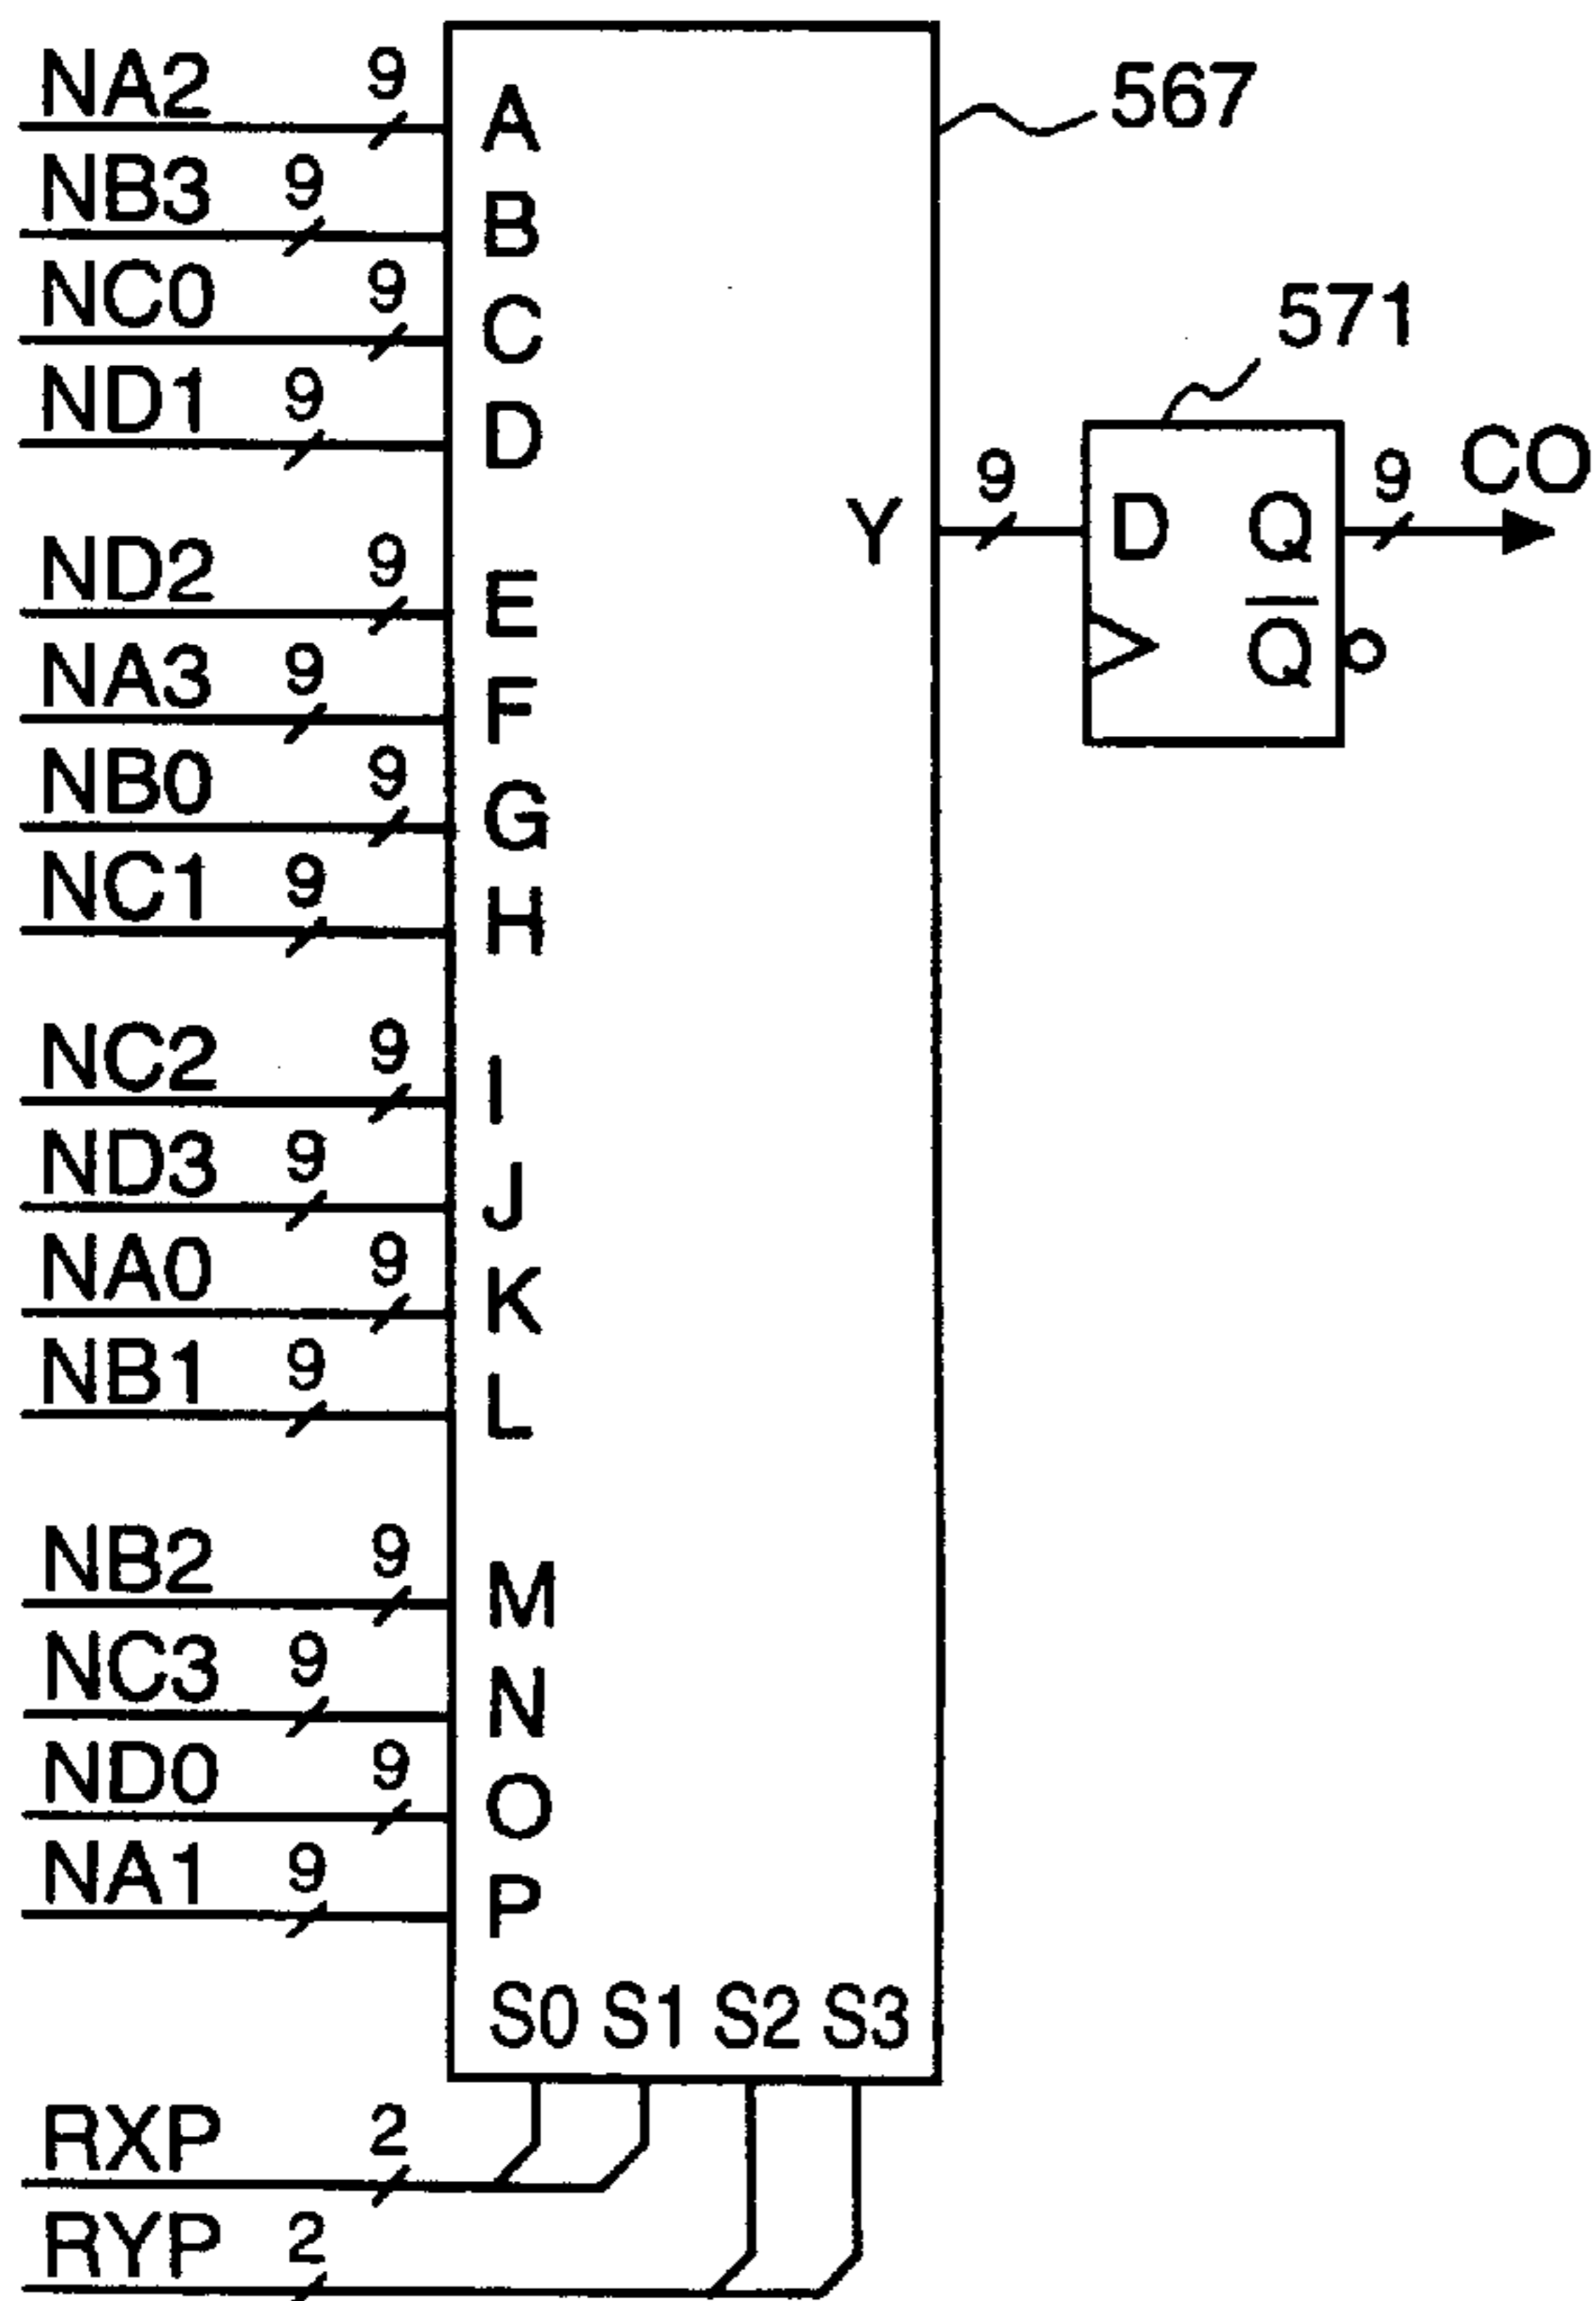 NA2 9 A 567
NB3 9 B
NC0 9 C 571
ND1 9 D
Y 9 D Q 9 CO
ND2 9 E
NA3 9 F Q
NB0 9 G
NC1 9 H
NC2 9 I
ND3 9 J
NA0 9 K
NB1 9 L
NB2 9 M
NC3 9 N
ND0 9 O
NA1 9 P
S0 S1 S2 S3
RXP 2
RYP 2